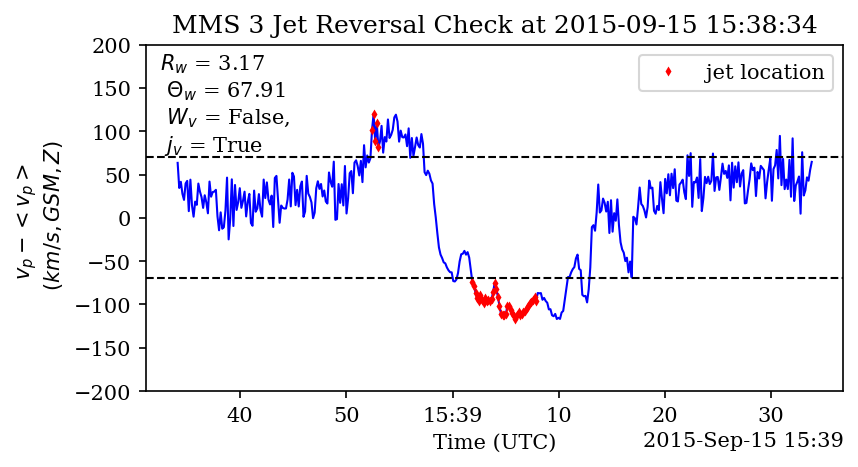 MMS 3 Jet Reversal Check at 2015-09-15 15:38:34
R_w = 3.17
Θ_w = 67.91
W_v = False,
j_v = True
jet location
200
150
100
50
0
−50
−100
−150
−200
v_p − < v_p >
(km/s, GSM, Z)
40 50 15:39 10 20 30
Time (UTC)
2015-Sep-15 15:39